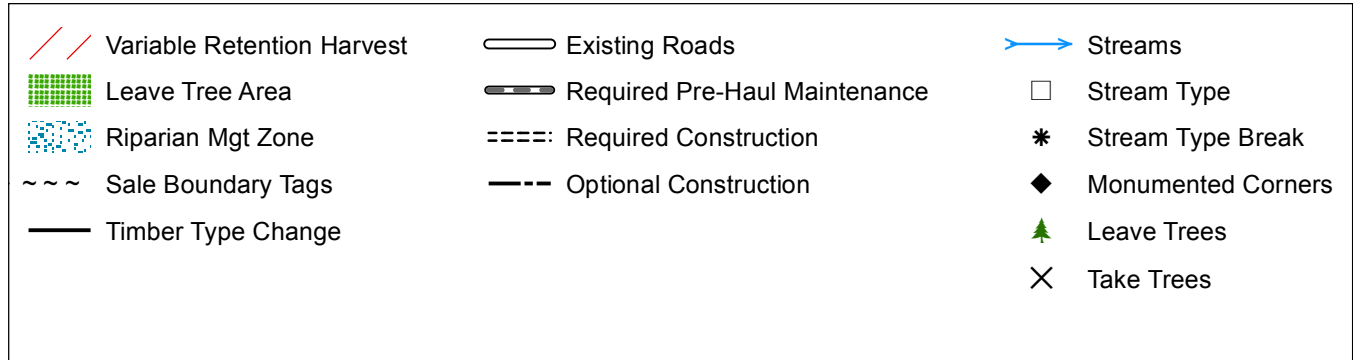 Variable Retention Harvest
Leave Tree Area
Riparian Mgt Zone
Sale Boundary Tags
Timber Type Change
Existing Roads
Required Pre-Haul Maintenance
Required Construction
Optional Construction
Streams
Stream Type
Stream Type Break
Monumented Corners
Leave Trees
Take Trees